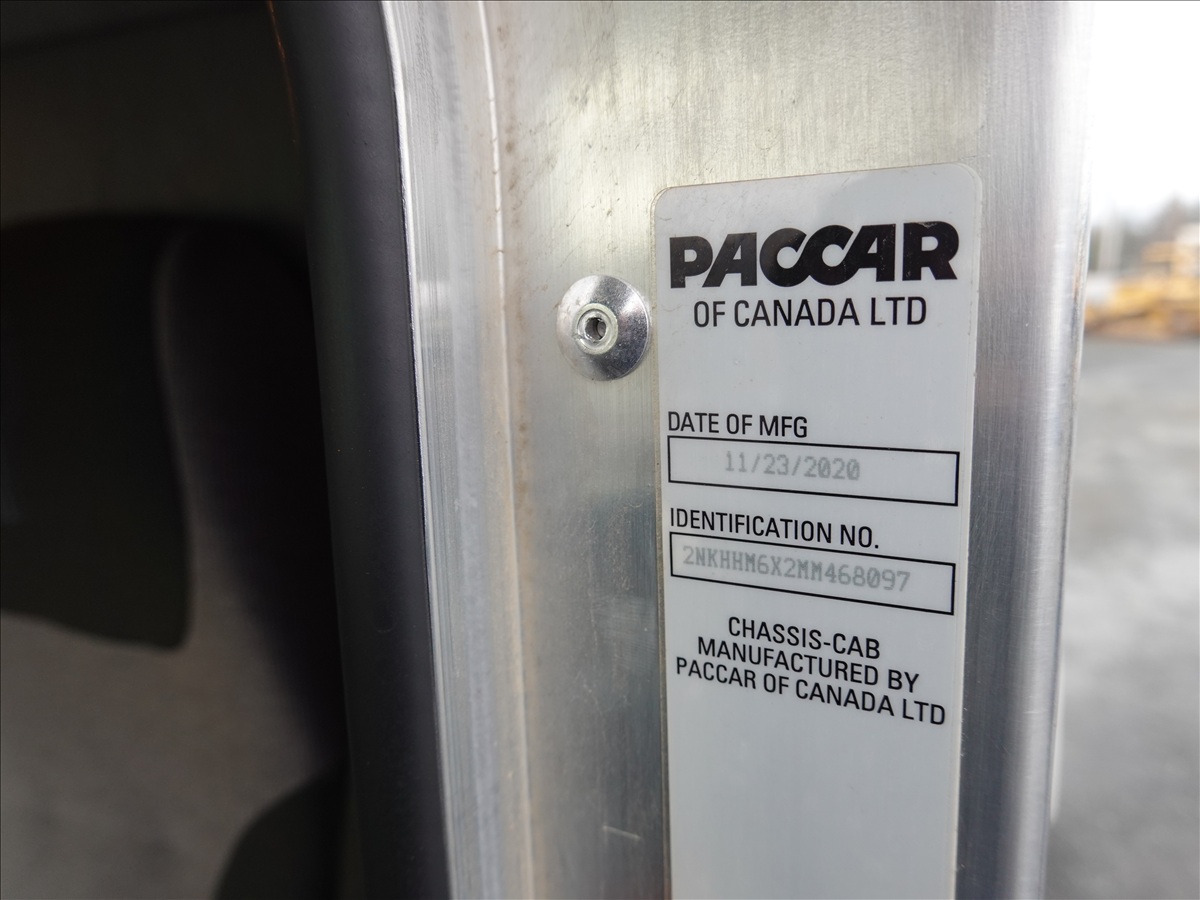 PACCAR
OF CANADA LTD
DATE OF MFG
11/23/2020
IDENTIFICATION NO.
2NKHHM6X2MM468097
CHASSIS-CAB
MANUFACTURED BY
PACCAR OF CANADA LTD